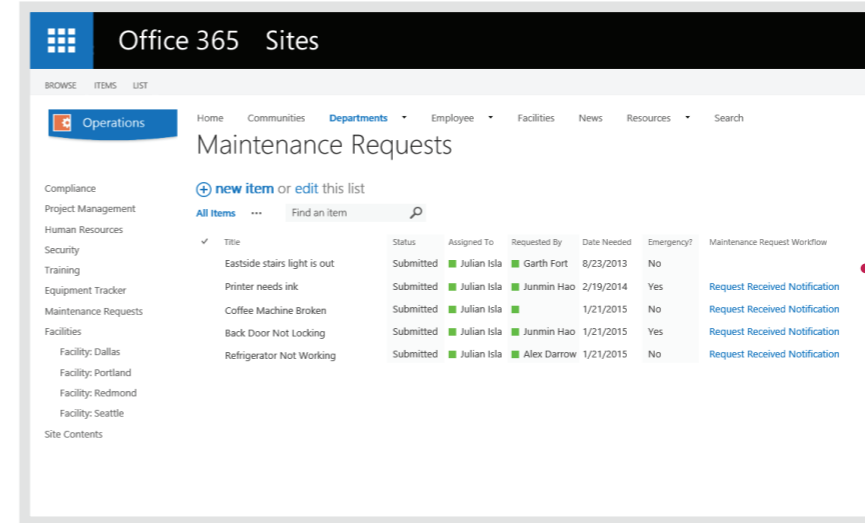 Office 365 Sites
BROWSE ITEMS LIST
Operations
Home Communities Departments Employee Facilities News Resources Search
Maintenance Requests
Compliance
Project Management
Human Resources
Security
Training
Equipment Tracker
Maintenance Requests
Facilities
Facility: Dallas
Facility: Portland
Facility: Redmond
Facility: Seattle
Site Contents
new item or edit this list
All Items ••• Find an item
Title Status Assigned To Requested By Date Needed Emergency? Maintenance Request Workflow
Eastside stairs light is out Submitted Julian Isla Garth Fort 8/23/2013 No
Printer needs ink Submitted Julian Isla Junmin Hao 2/19/2014 Yes Request Received Notification
Coffee Machine Broken Submitted Julian Isla 1/21/2015 No Request Received Notification
Back Door Not Locking Submitted Julian Isla Junmin Hao 1/21/2015 Yes Request Received Notification
Refrigerator Not Working Submitted Julian Isla Alex Darrow 1/21/2015 No Request Received Notification